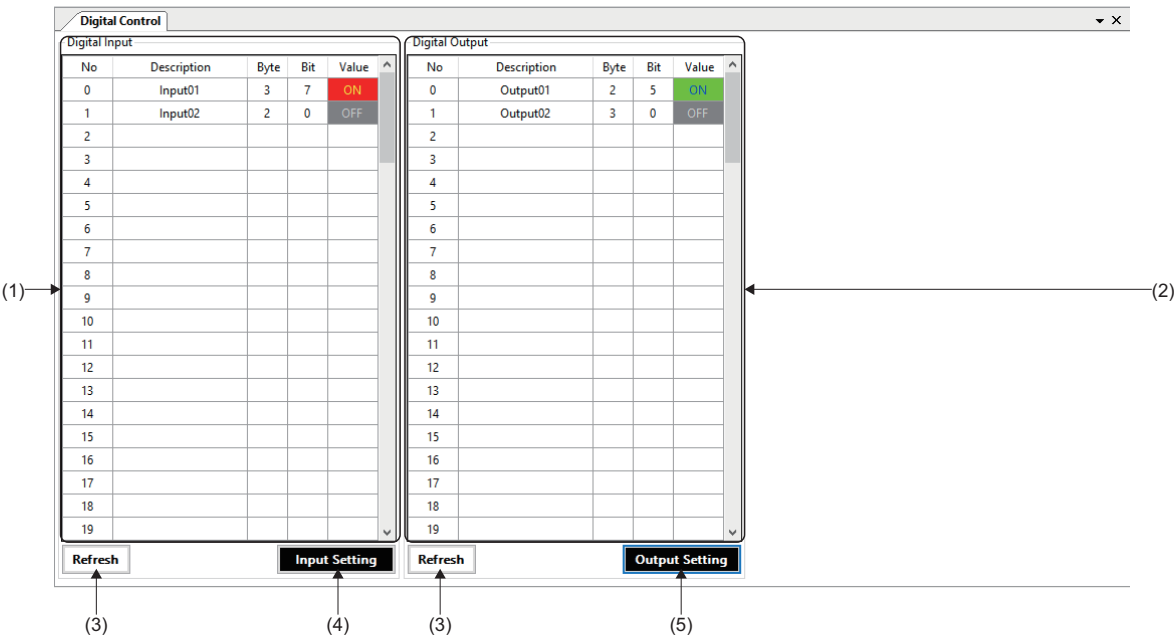 Digital Control
Digital Input
Digital Output
No Description Byte Bit Value
No Description Byte Bit Value
0 Input01 3 7 ON
0 Output01 2 5 ON
1 Input02 2 0 OFF
1 Output02 3 0 OFF
2 2
3 3
4 4
5 5
6 6
7 7
8 8
(1) (2)
9 9
10 10
11 11
12 12
13 13
14 14
15 15
16 16
17 17
18 18
19 19
Refresh Input Setting Refresh Output Setting
(3) (4) (3) (5)